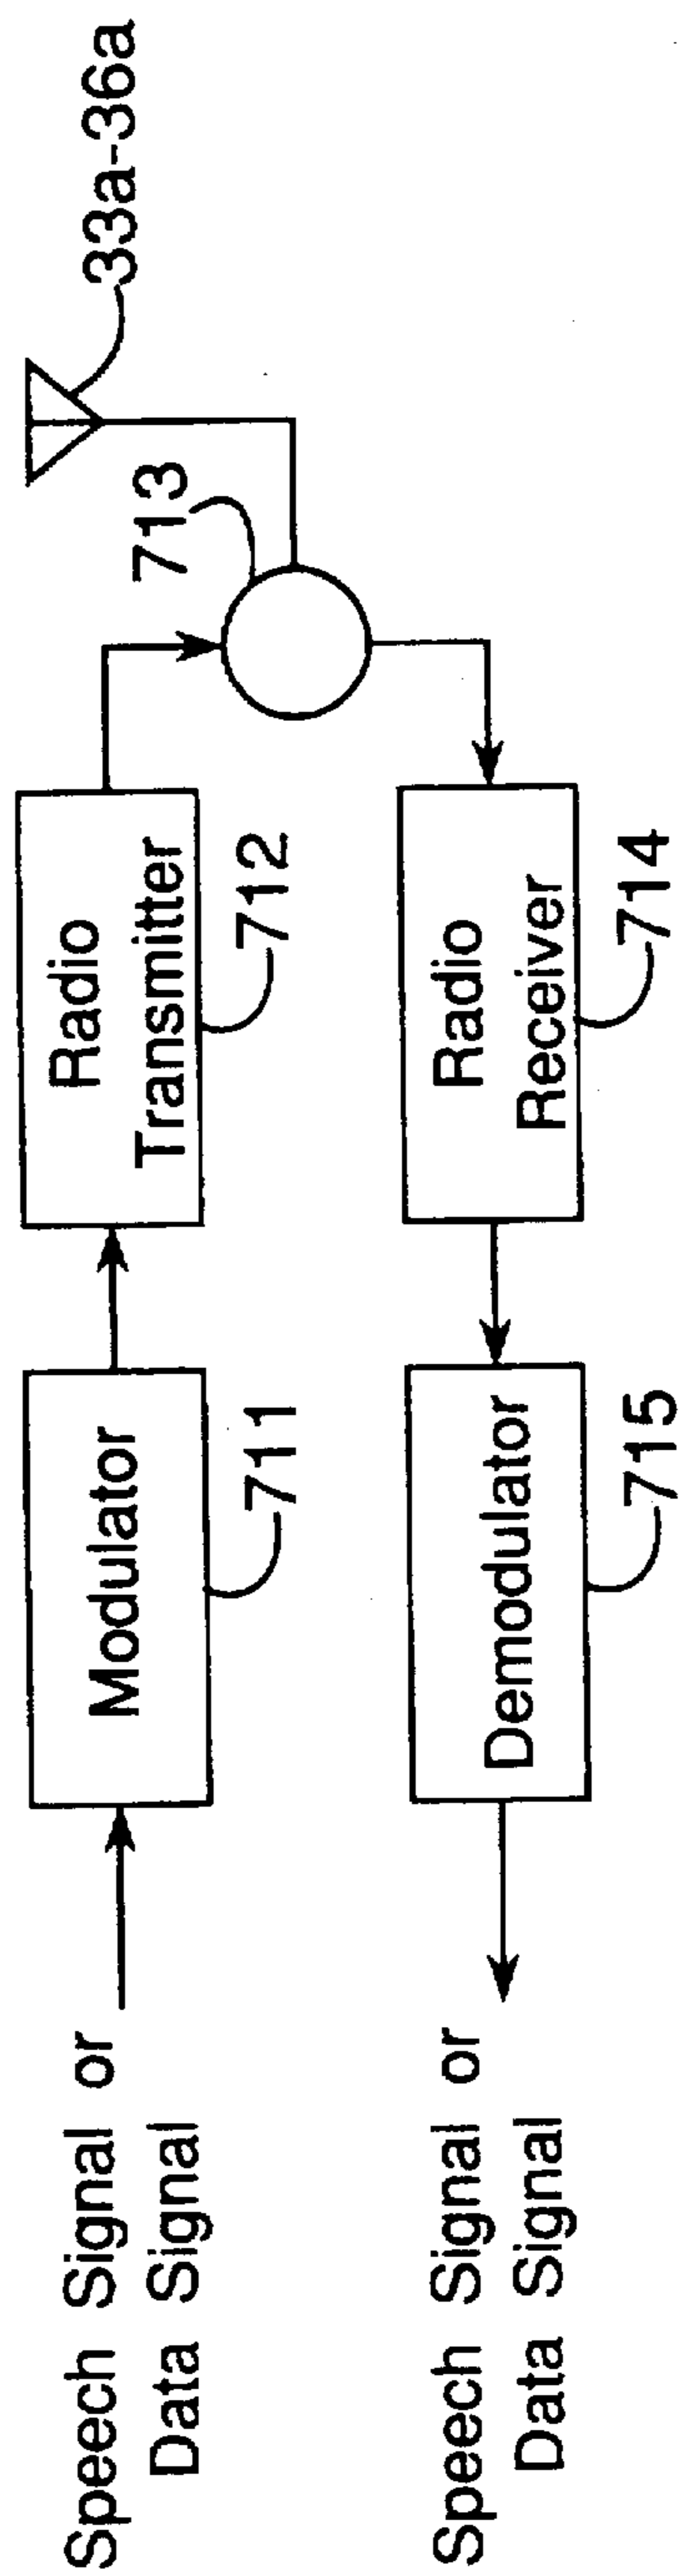 Speech Signal or
Data Signal
Modulator
711
Radio
Transmitter
712
713
33a-36a
Speech Signal or
Data Signal
Demodulator
715
Radio
Receiver
714